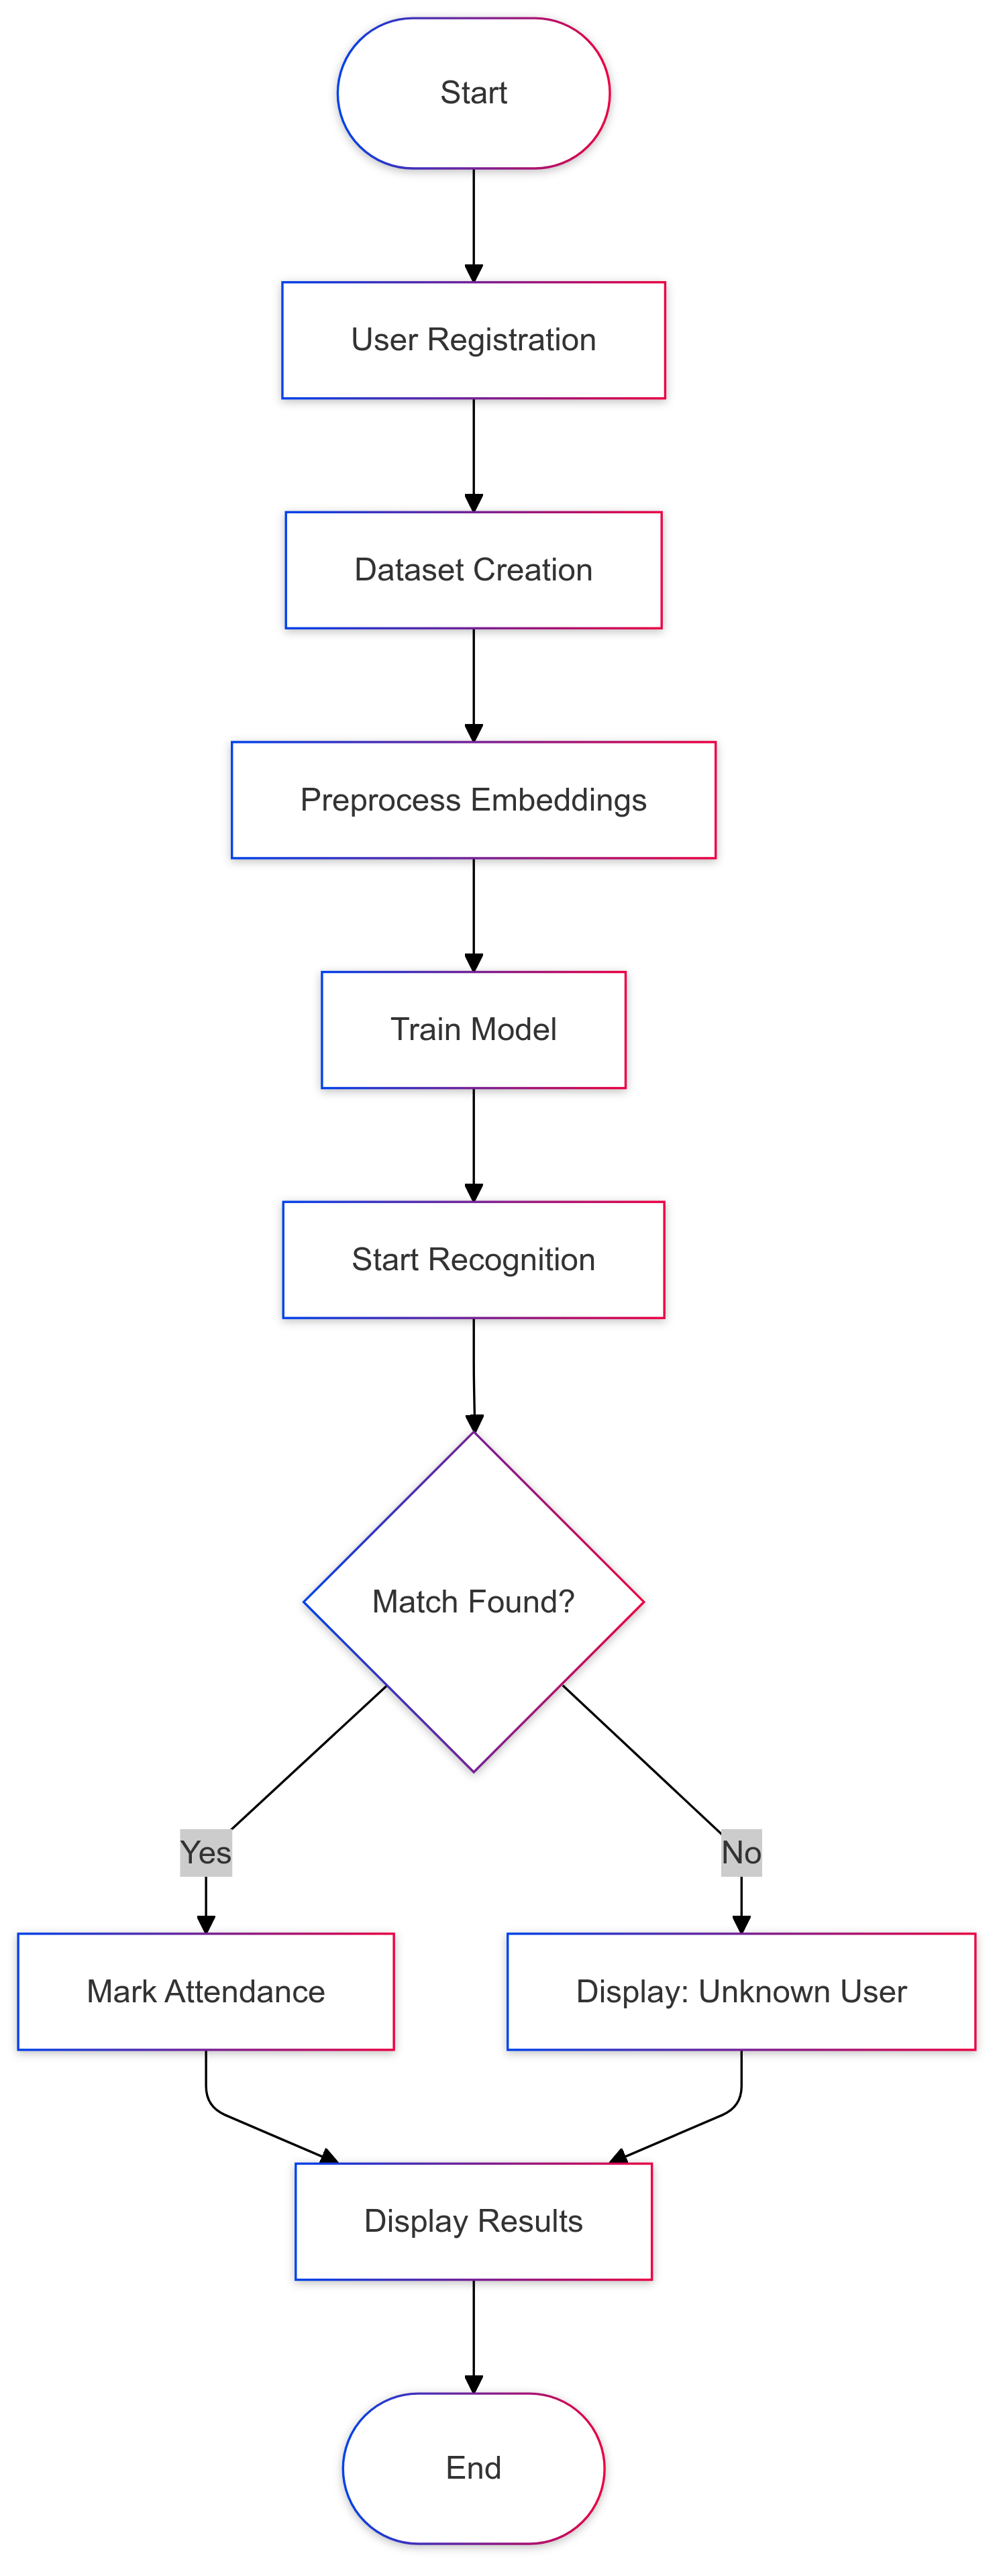 Start
User Registration
Dataset Creation
Preprocess Embeddings
Train Model
Start Recognition
Match Found?
Yes
No
Mark Attendance
Display: Unknown User
Display Results
End